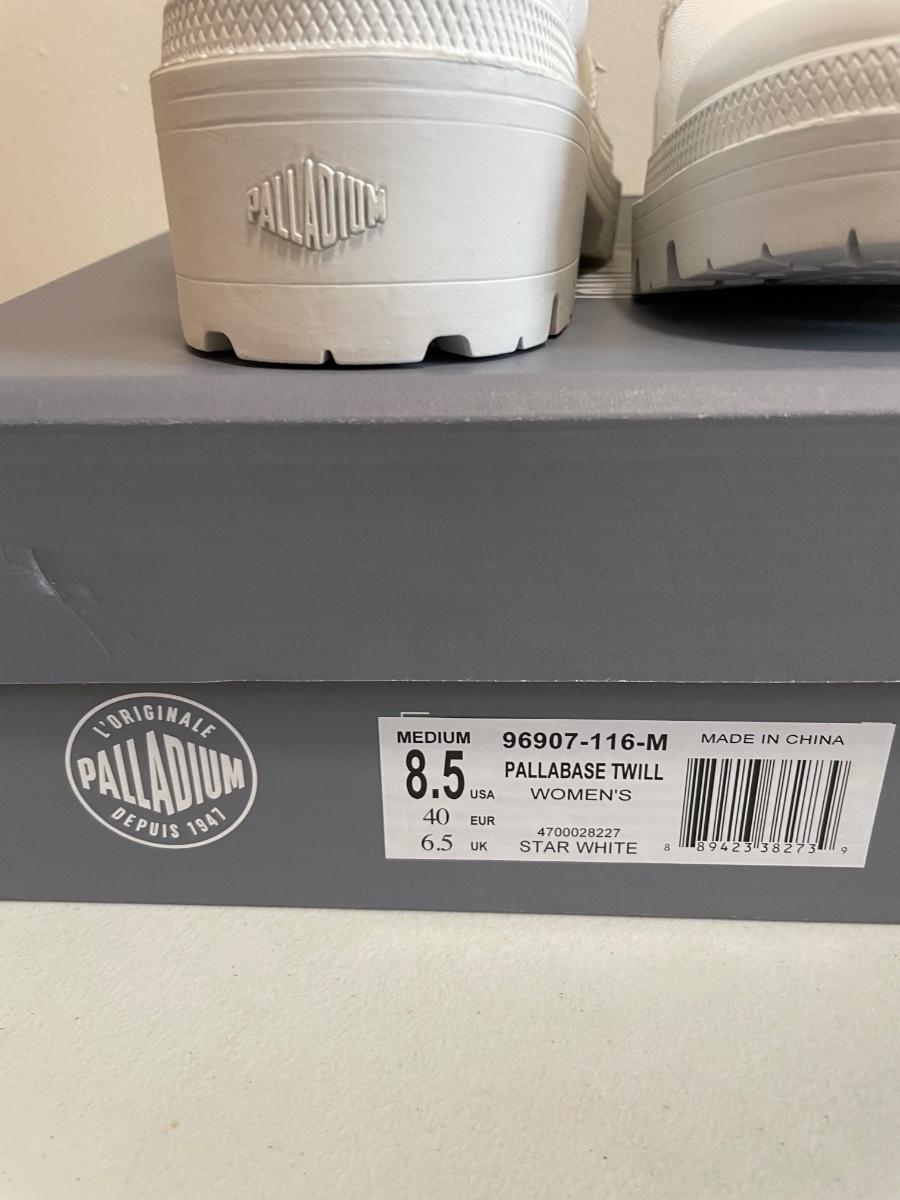 PALLADIUM
L'ORIGINALE
PALLADIUM
DEPUIS 1947
MEDIUM
8.5 USA
40 EUR
6.5 UK
96907-116-M
PALLABASE TWILL
WOMEN'S
4700028227
STAR WHITE
MADE IN CHINA
8 89423 38273 9